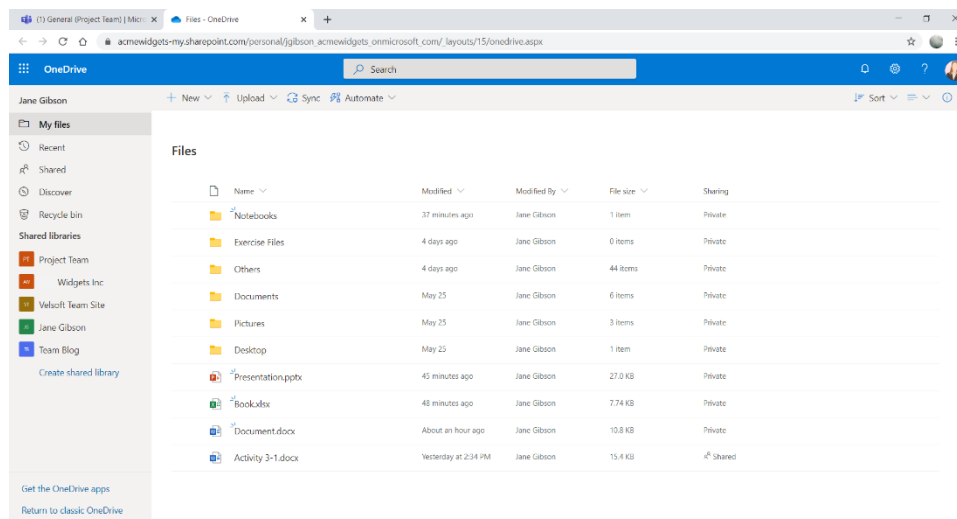 (1) General (Project Team) | Micr
Files - OneDrive
acmewidgets-my.sharepoint.com/personal/jgibson_acmewidgets_onmicrosoft_com/_layouts/15/onedrive.aspx
OneDrive
Search
?
Jane Gibson
New
Upload
Sync
Automate
Sort
My files
Recent
Shared
Discover
Recycle bin
Shared libraries
PT Project Team
Widgets Inc
Velsoft Team Site
Jane Gibson
Team Blog
Create shared library
Get the OneDrive apps
Return to classic OneDrive
Files
Name Modified Modified By File size Sharing
Notebooks 37 minutes ago Jane Gibson 1 item Private
Exercise Files 4 days ago Jane Gibson 0 items Private
Others 4 days ago Jane Gibson 44 items Private
Documents May 25 Jane Gibson 6 items Private
Pictures May 25 Jane Gibson 3 items Private
Desktop May 25 Jane Gibson 1 item Private
Presentation.pptx 45 minutes ago Jane Gibson 27.0 KB Private
Book.xlsx 48 minutes ago Jane Gibson 7.74 KB Private
Document.docx About an hour ago Jane Gibson 10.8 KB Private
Activity 3-1.docx Yesterday at 2:34 PM Jane Gibson 15.4 KB Shared